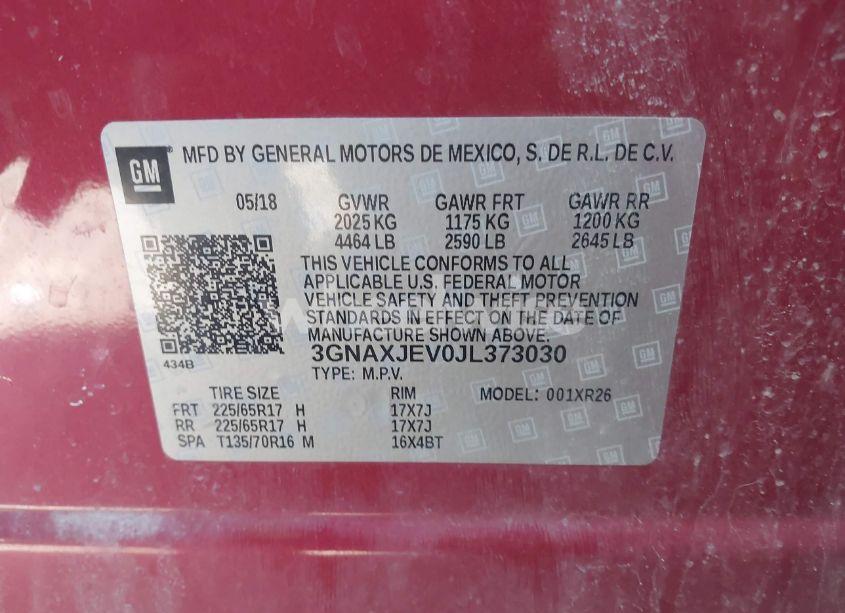 GM
MFD BY GENERAL MOTORS DE MEXICO, S. DE R.L. DE C.V.
05/18 GVWR GAWR FRT GAWR RR
2025 KG 1175 KG 1200 KG
4464 LB 2590 LB 2645 LB
THIS VEHICLE CONFORMS TO ALL
APPLICABLE U.S. FEDERAL MOTOR
VEHICLE SAFETY AND THEFT PREVENTION
STANDARDS IN EFFECT ON THE DATE OF
MANUFACTURE SHOWN ABOVE.
434B
3GNAXJEV0JL373030
TYPE: M.P.V.
TIRE SIZE RIM MODEL: 001XR26
FRT 225/65R17 H 17X7J
RR 225/65R17 H 17X7J
SPA T135/70R16 M 16X4BT